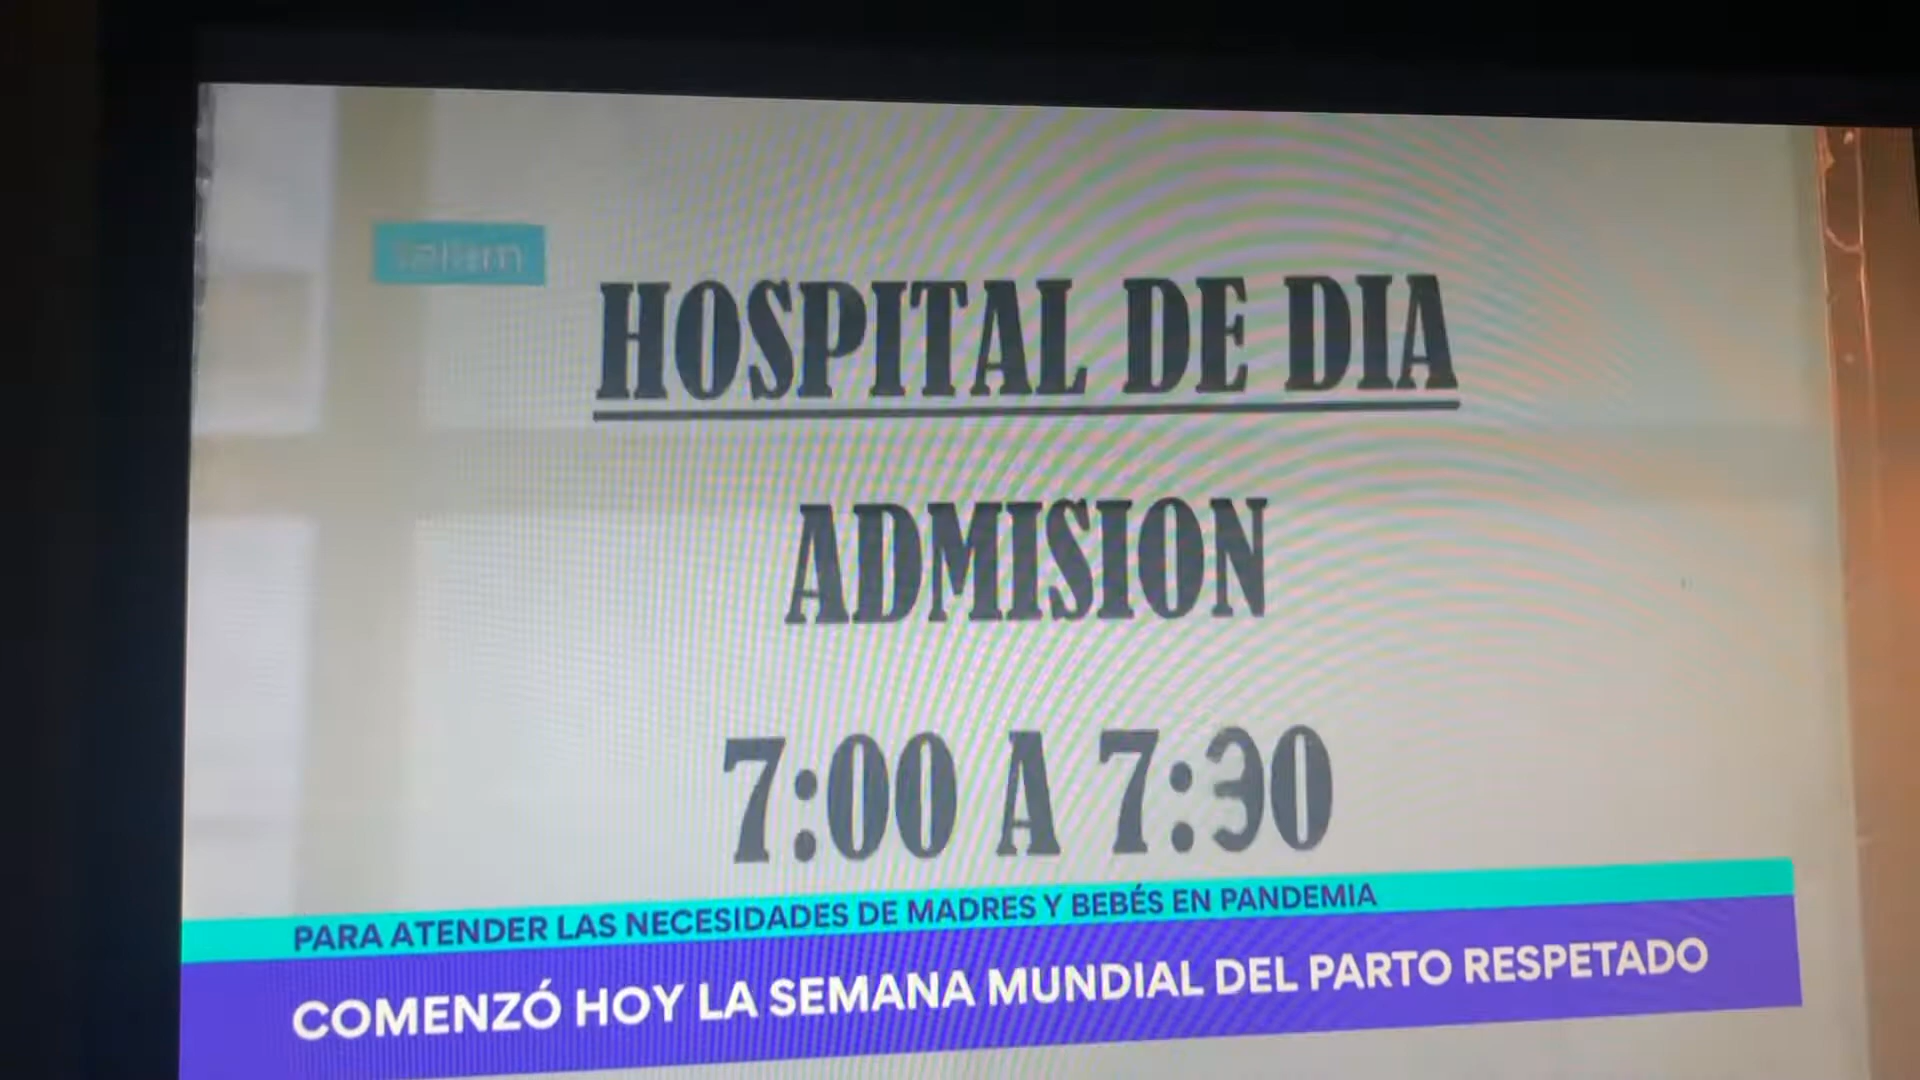 HOSPITAL DE DIA
ADMISION
7:00 A 7:30
PARA ATENDER LAS NECESIDADES DE MADRES Y BEBÉS EN PANDEMIA
COMENZÓ HOY LA SEMANA MUNDIAL DEL PARTO RESPETADO